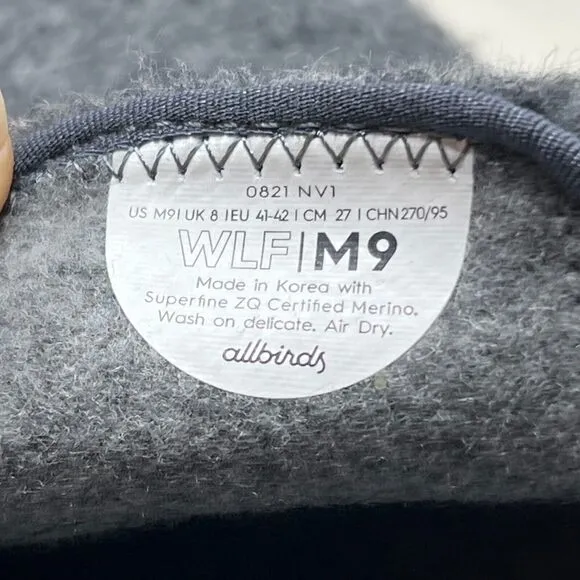 0821 NV1
US M9 | UK 8 | EU 41-42 | CM 27 | CHN 270/95
WLF | M9
Made in Korea with
Superfine ZQ Certified Merino.
Wash on delicate. Air Dry.
allbirds